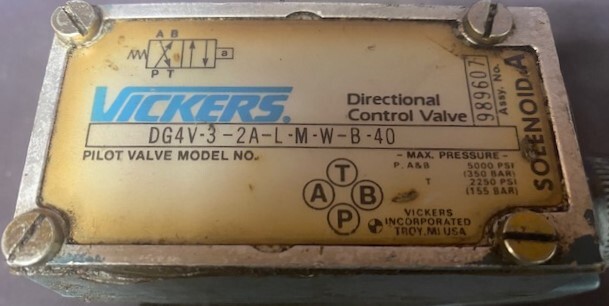 A B
a
P T
VICKERS.
Directional
Control Valve
989607
Assy. No.
SOLENOID A
DG4V-3-2A-L-M-W-B-40
PILOT VALVE MODEL NO.
- MAX. PRESSURE -
P, A&B 5000 PSI
(350 BAR)
T 2250 PSI
(155 BAR)
T
A B
P
VICKERS
INCORPORATED
TROY, MI USA